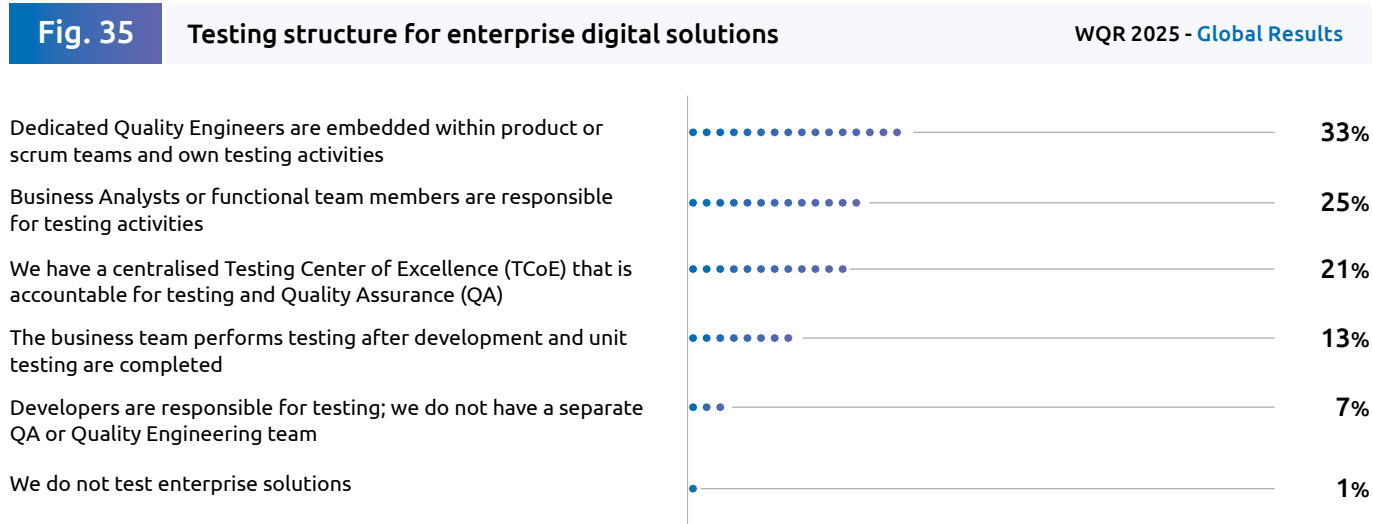 Fig. 35
Testing structure for enterprise digital solutions
WQR 2025 - Global Results
Dedicated Quality Engineers are embedded within product or
scrum teams and own testing activities
33%
Business Analysts or functional team members are responsible
for testing activities
25%
We have a centralised Testing Center of Excellence (TCoE) that is
accountable for testing and Quality Assurance (QA)
21%
The business team performs testing after development and unit
testing are completed
13%
Developers are responsible for testing; we do not have a separate
QA or Quality Engineering team
7%
We do not test enterprise solutions
1%